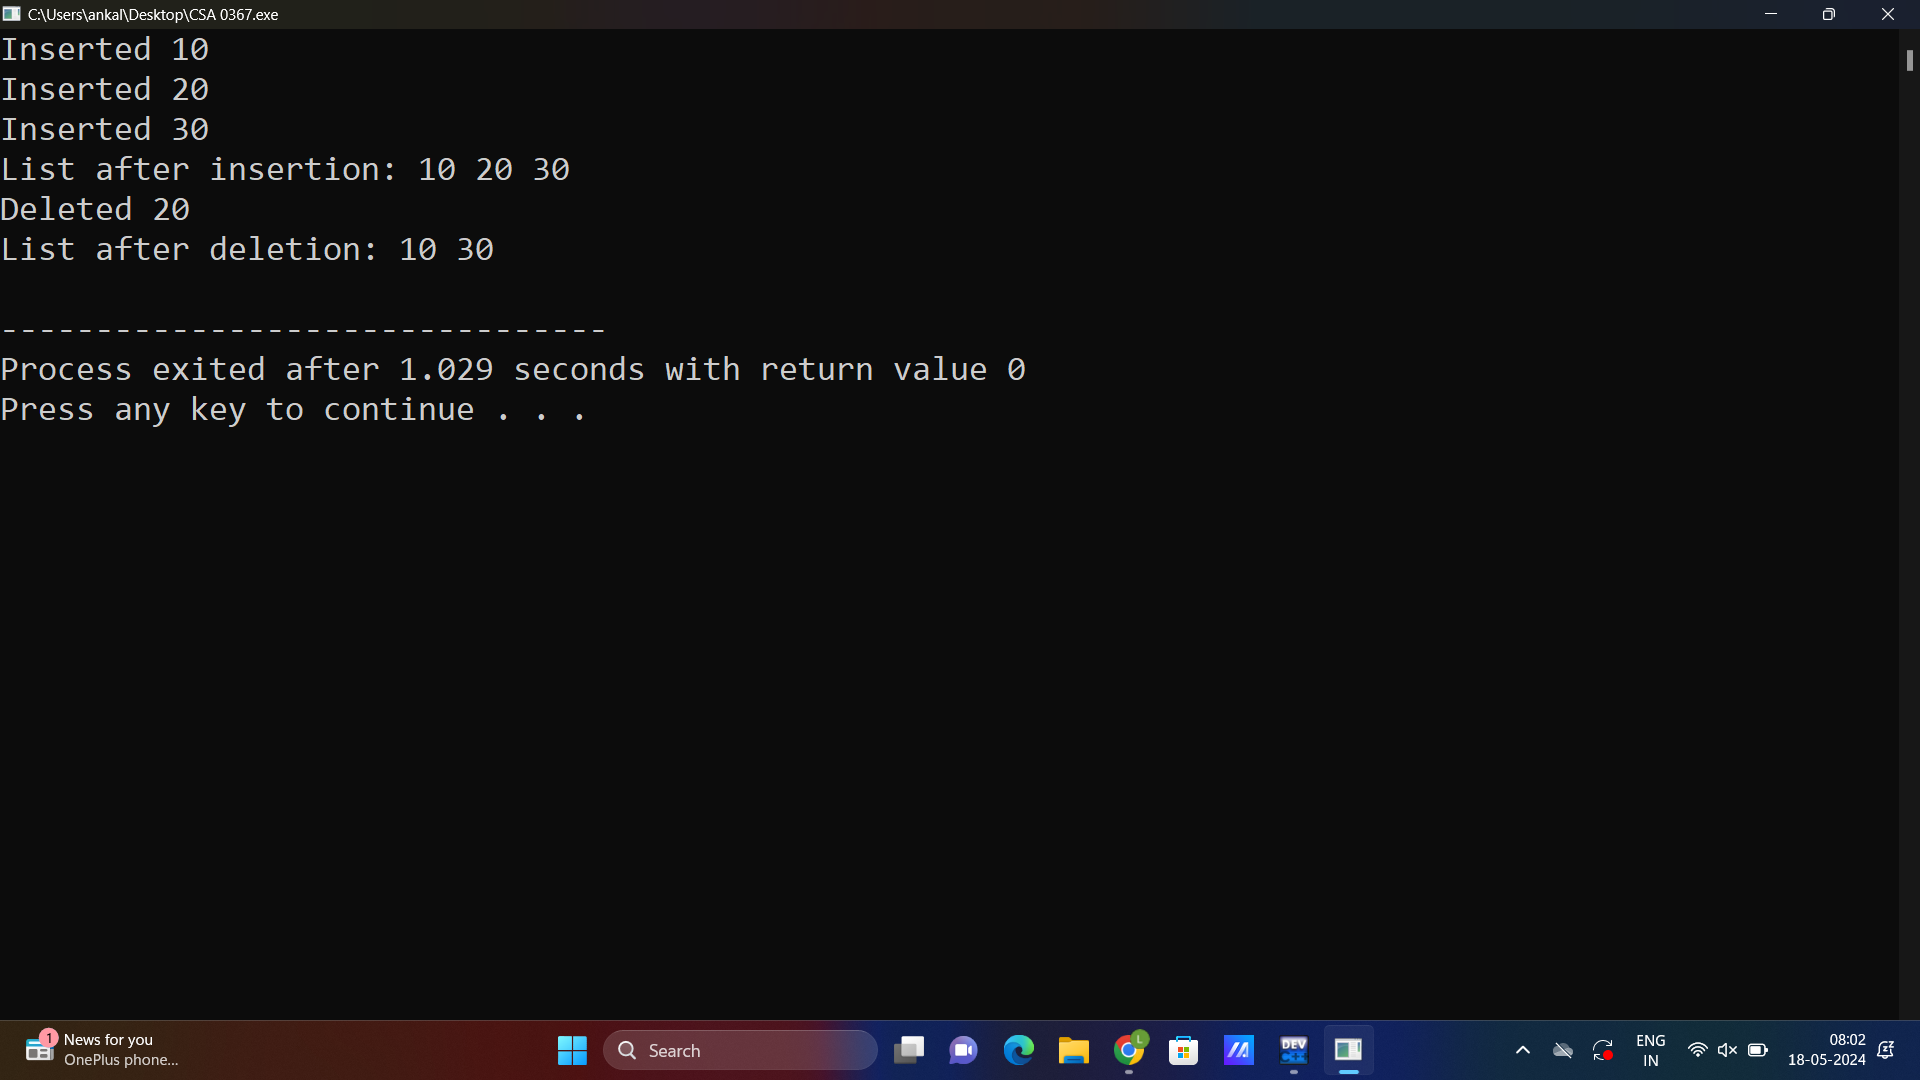 C:\Users\ankal\Desktop\CSA 0367.exe
Inserted 10
Inserted 20
Inserted 30
List after insertion: 10 20 30
Deleted 20
List after deletion: 10 30
--------------------------------
Process exited after 1.029 seconds with return value 0
Press any key to continue . . .
1
News for you
OnePlus phone...
Search
L
DEV
C++
ENG
IN
08:02
18-05-2024